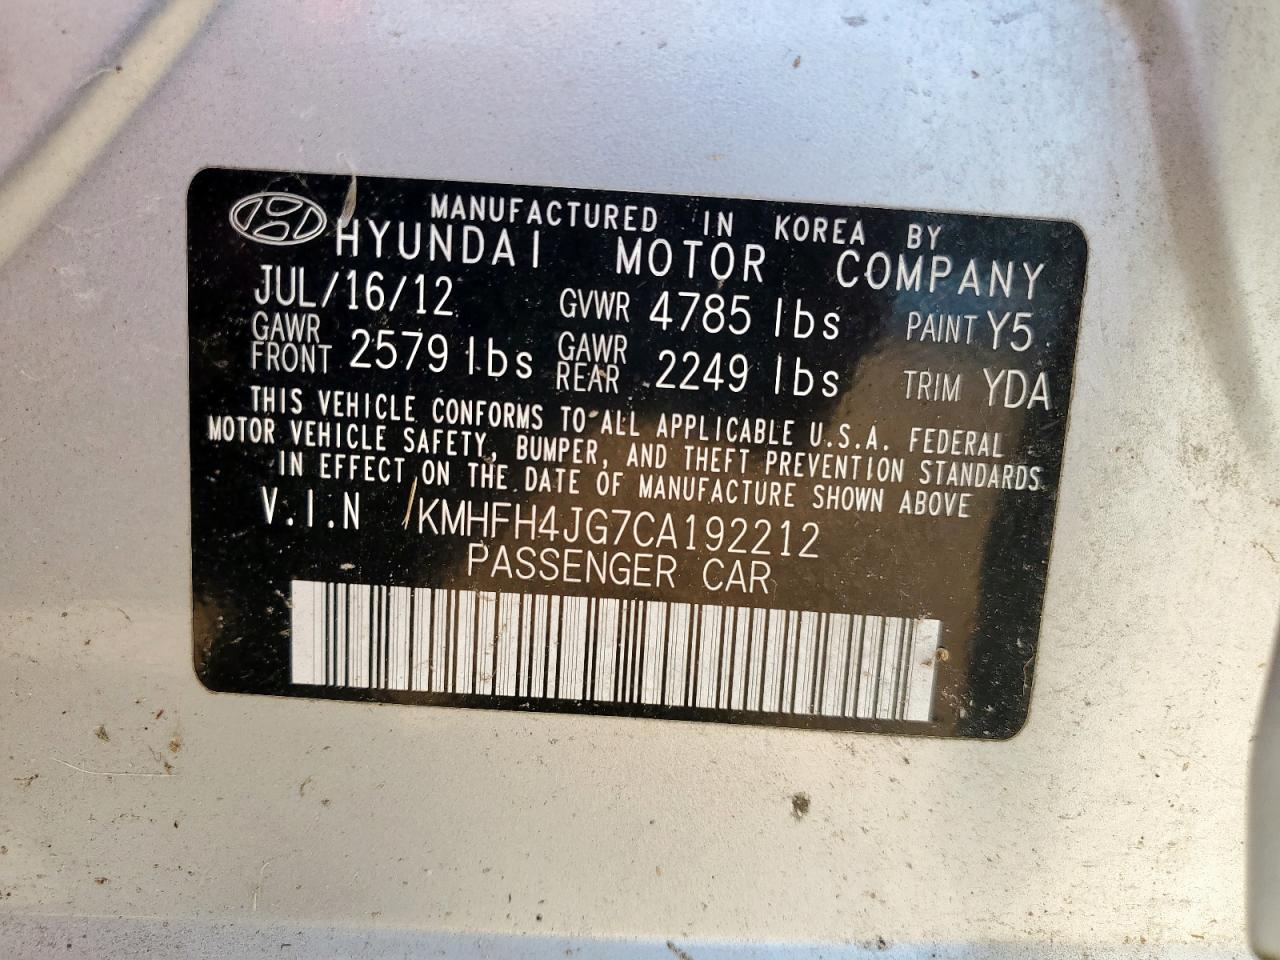 MANUFACTURED IN KOREA BY
HYUNDAI MOTOR COMPANY
JUL/16/12 GVWR 4785 lbs PAINT Y5
GAWR FRONT 2579 lbs GAWR REAR 2249 lbs TRIM YDA
THIS VEHICLE CONFORMS TO ALL APPLICABLE U.S.A. FEDERAL
MOTOR VEHICLE SAFETY, BUMPER, AND THEFT PREVENTION STANDARDS
IN EFFECT ON THE DATE OF MANUFACTURE SHOWN ABOVE
V.I.N KMHFH4JG7CA192212
PASSENGER CAR